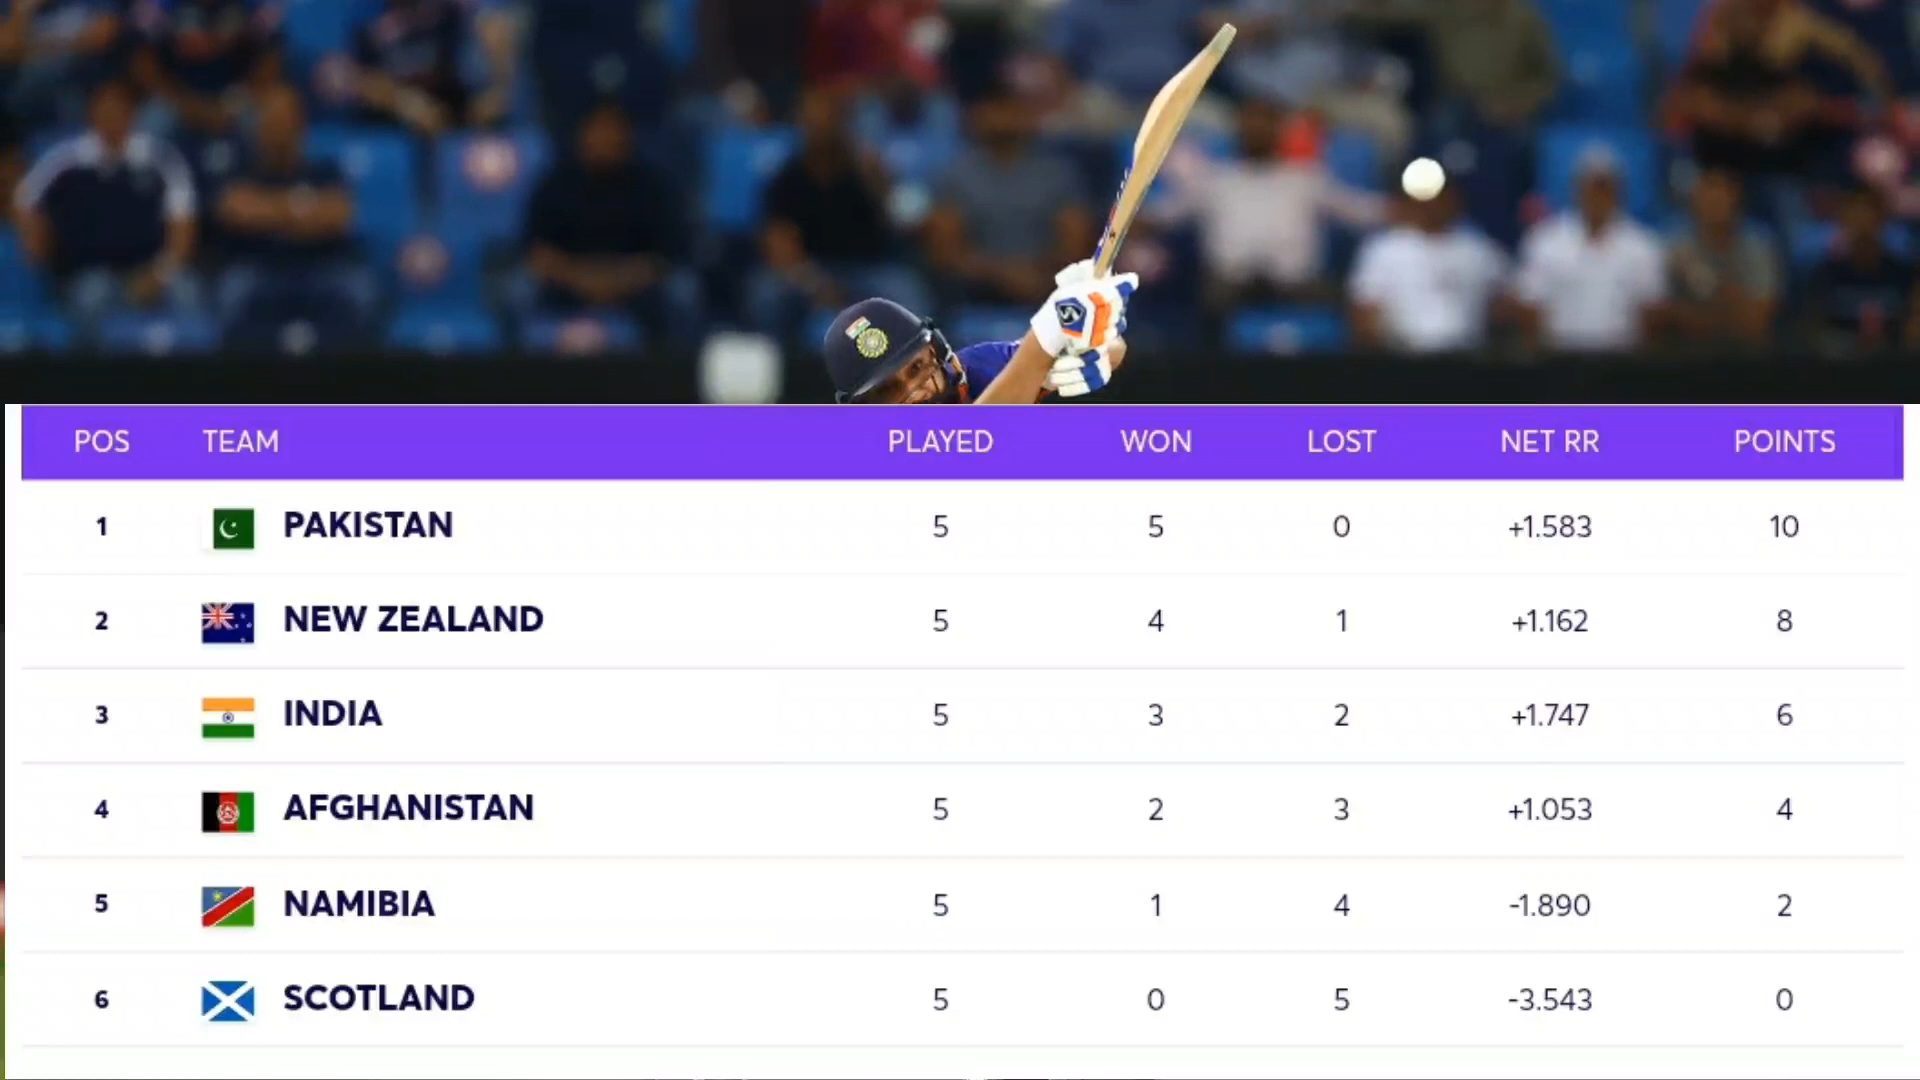 POS TEAM PLAYED WON LOST NET RR POINTS
1 PAKISTAN 5 5 0 +1.583 10
2 NEW ZEALAND 5 4 1 +1.162 8
3 INDIA 5 3 2 +1.747 6
4 AFGHANISTAN 5 2 3 +1.053 4
5 NAMIBIA 5 1 4 -1.890 2
6 SCOTLAND 5 0 5 -3.543 0